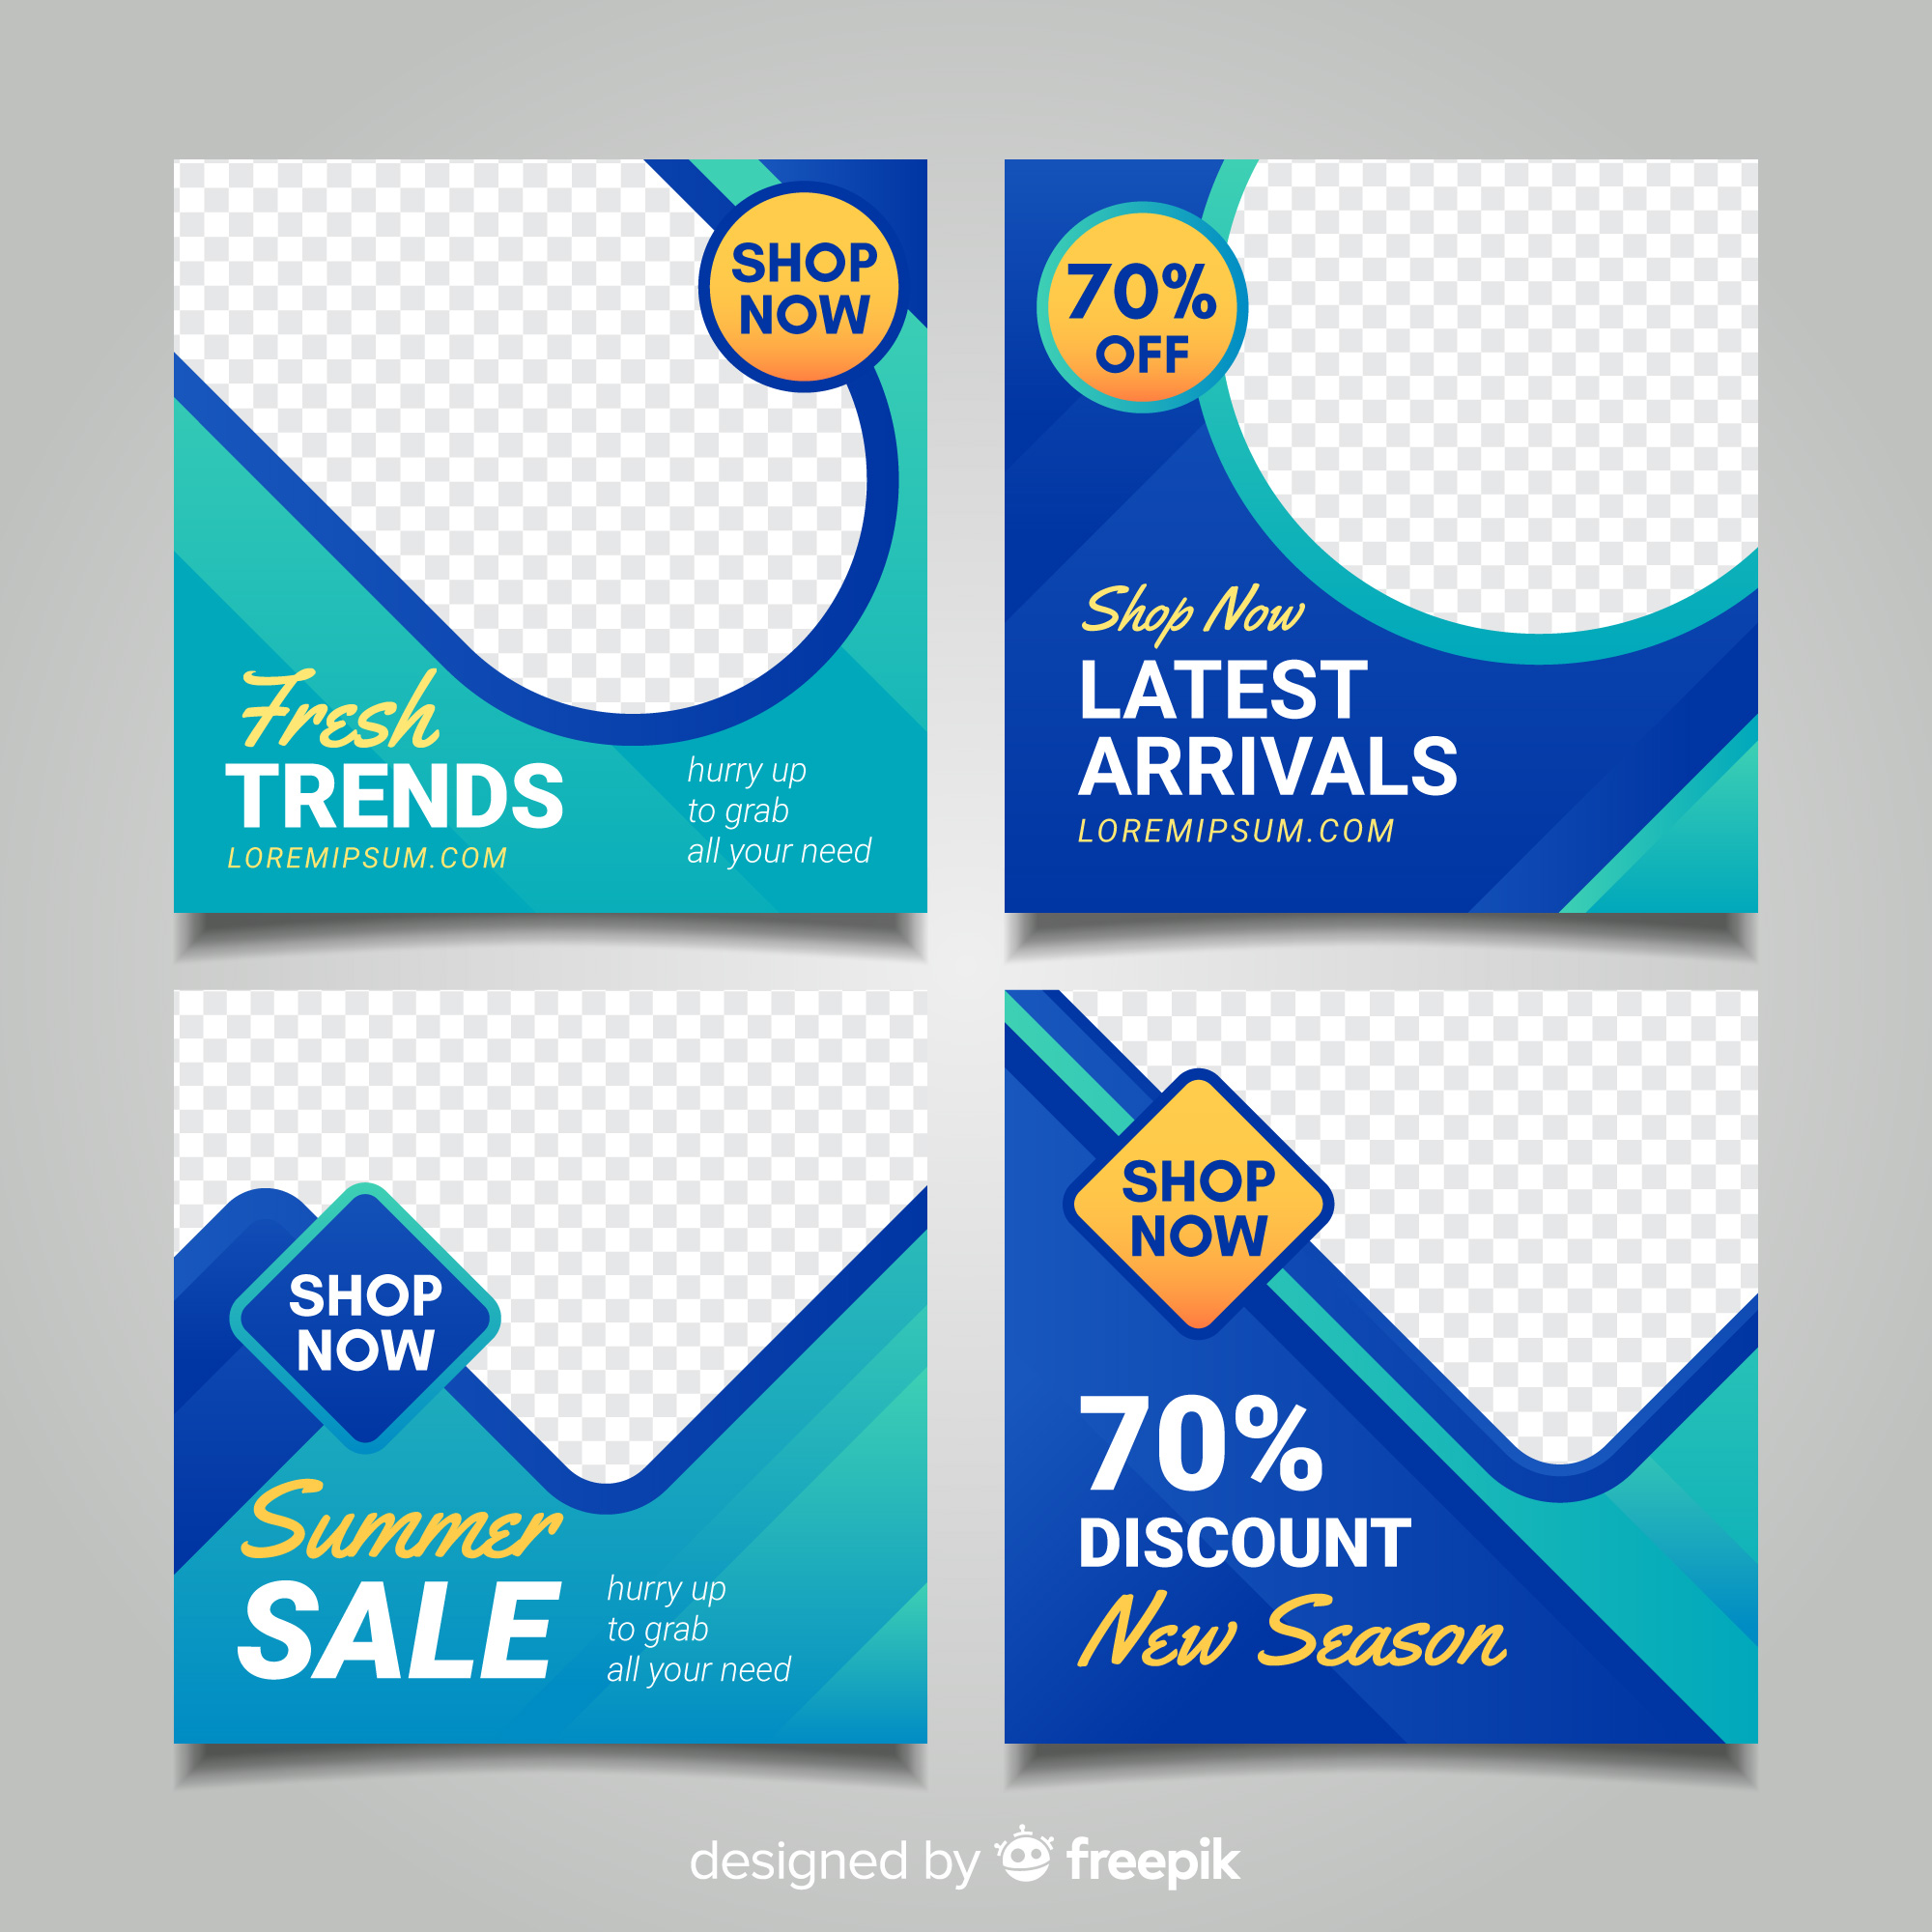 SHOP
NOW
Fresh
TRENDS
LOREMIPSUM.COM
hurry up
to grab
all your need
70%
OFF
Shop Now
LATEST
ARRIVALS
LOREMIPSUM.COM
SHOP
NOW
Summer
SALE
hurry up
to grab
all your need
SHOP
NOW
70%
DISCOUNT
New Season
designed by freepik